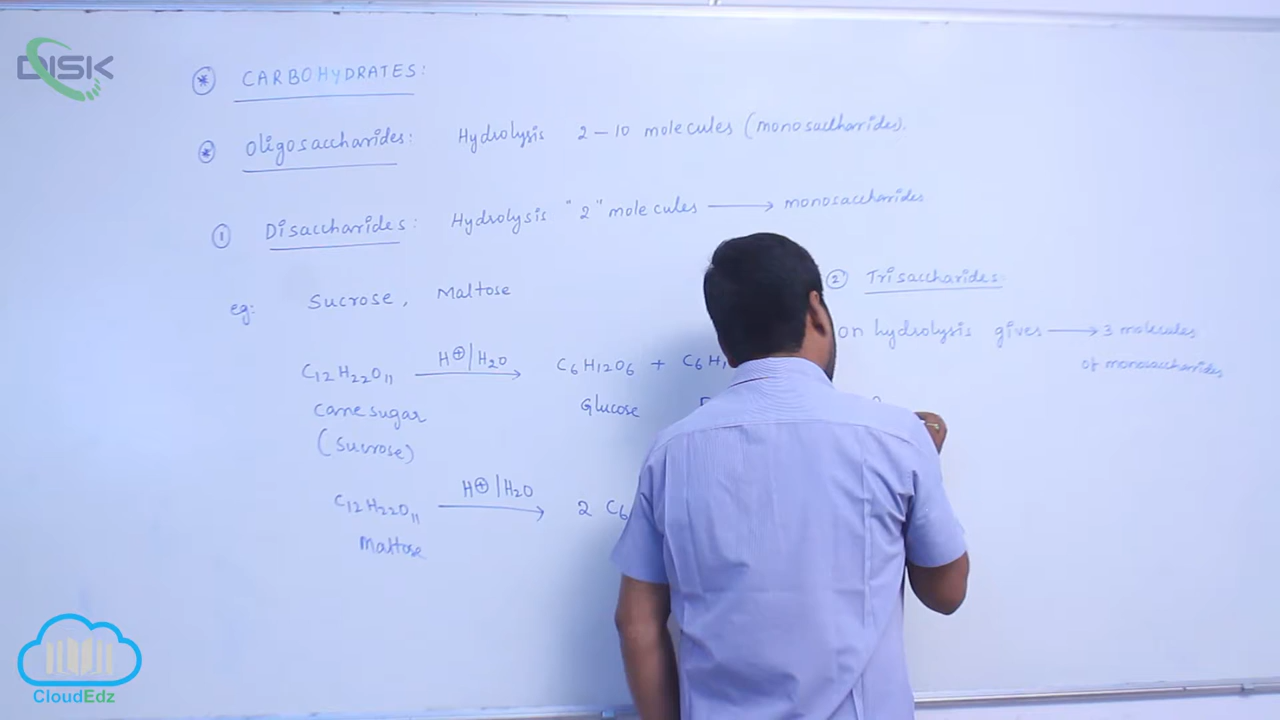 DISK
* CARBOHYDRATES:
* Oligosaccharides: Hydrolysis 2-10 molecules (monosaccharides).
① Disaccharides: Hydrolysis "2" molecules → monosaccharides
eg: Sucrose, Maltose
C12H22O11 H⊕/H2O → C6H12O6 + C6H1
cane sugar Glucose
(sucrose)
C12H22O11 H⊕/H2O → 2 C6
Maltose
② Trisaccharides:
on hydrolysis gives → 3 molecules
of monosaccharides
CloudEdz